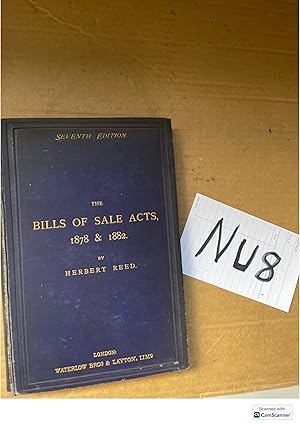 SEVENTH EDITION.
THE
BILLS OF SALE ACTS,
1878 & 1882.
BY
HERBERT REED.
LONDON:
WATERLOW BROS & LAYTON, LIMD
NU8
Scanned with
CS CamScanner